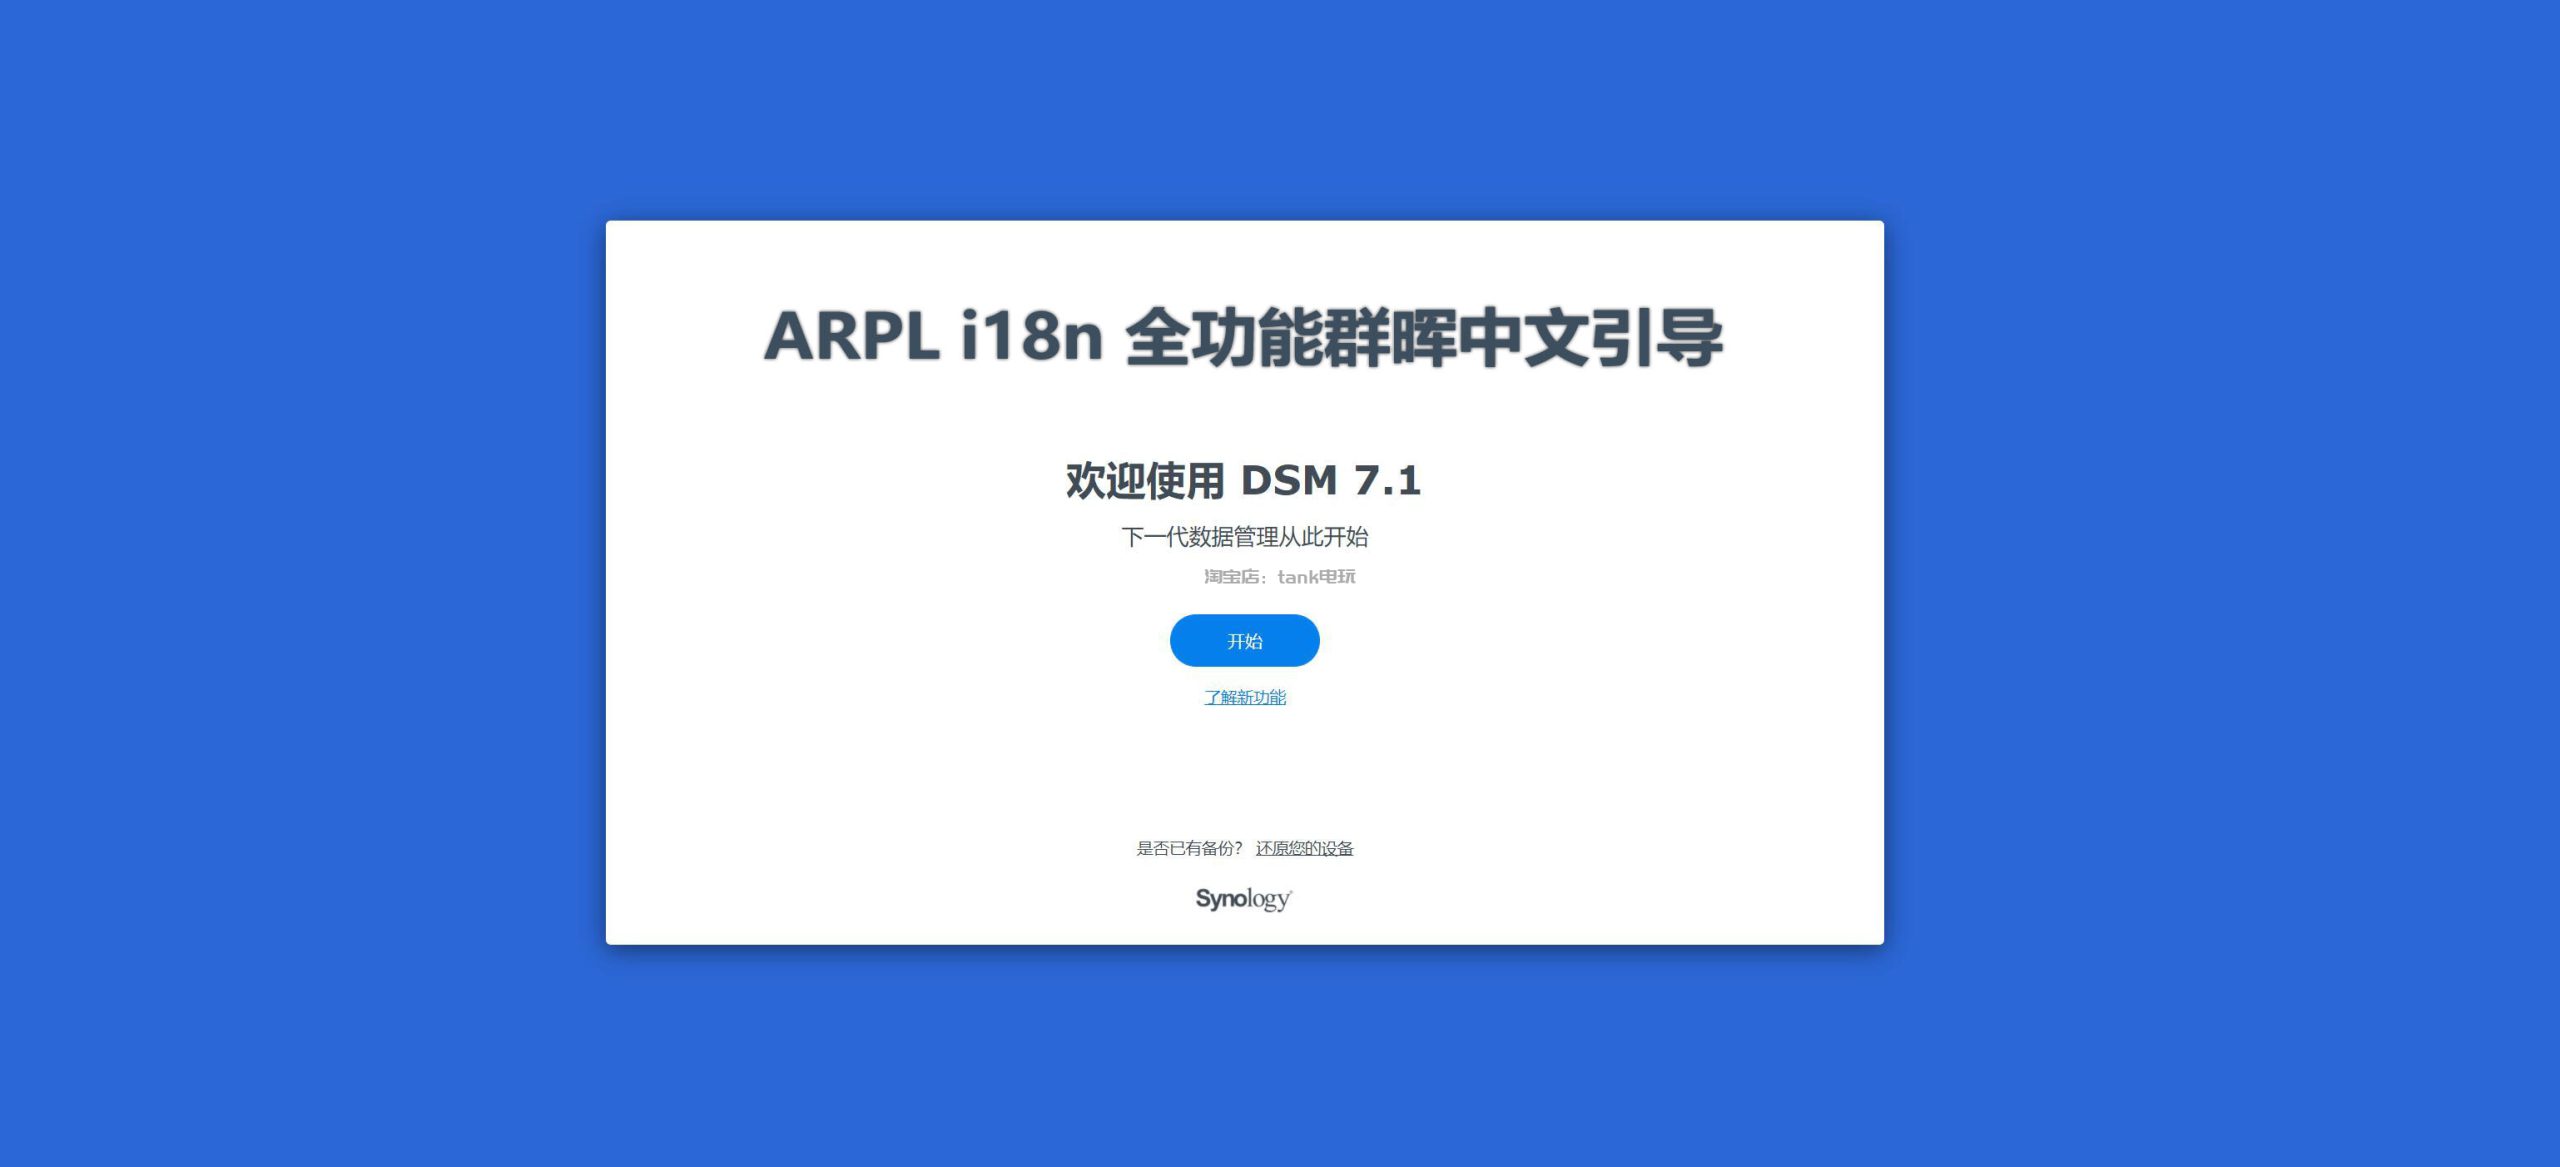 ARPL i18n 全功能群晖中文引导
欢迎使用 DSM 7.1
下一代数据管理从此开始
淘宝店：tank电玩
开始
了解新功能
是否已有备份？ 还原您的设备
Synology